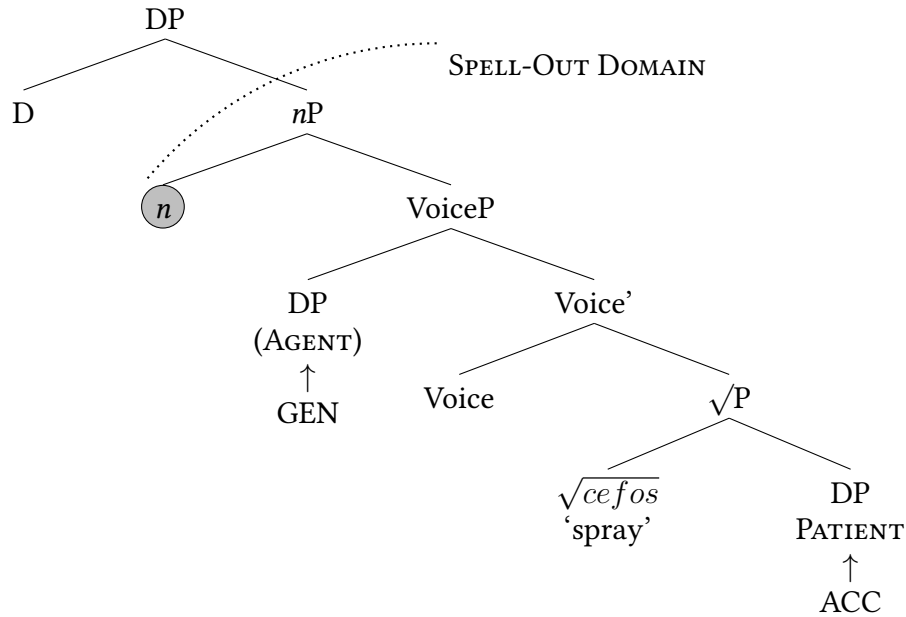 DP
SPELL-OUT DOMAIN
D
nP
n
VoiceP
DP
(AGENT)
↑
GEN
Voice’
Voice
√P
√cefos
‘spray’
DP
PATIENT
↑
ACC